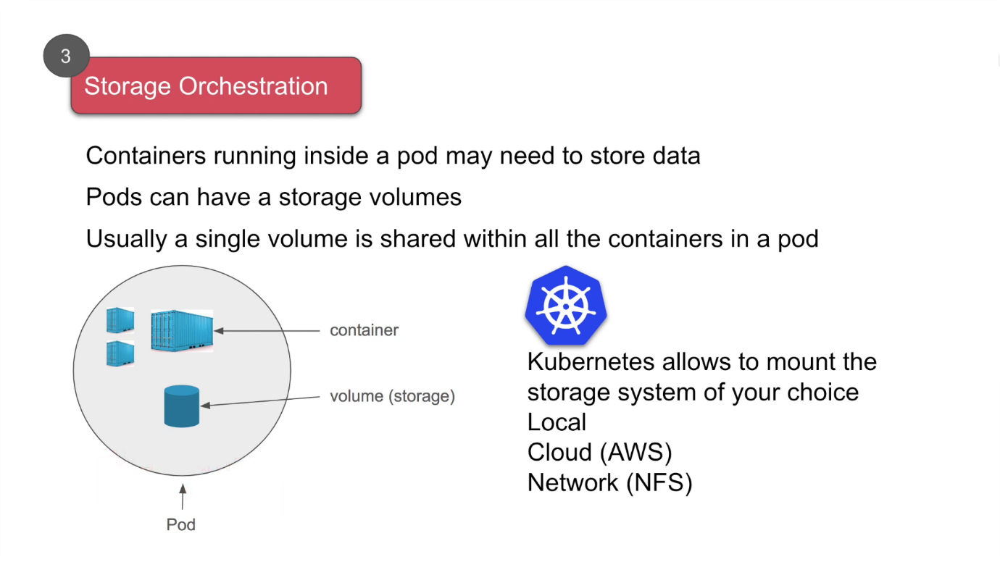 3
Storage Orchestration
Containers running inside a pod may need to store data
Pods can have a storage volumes
Usually a single volume is shared within all the containers in a pod
container
volume (storage)
Pod
Kubernetes allows to mount the
storage system of your choice
Local
Cloud (AWS)
Network (NFS)